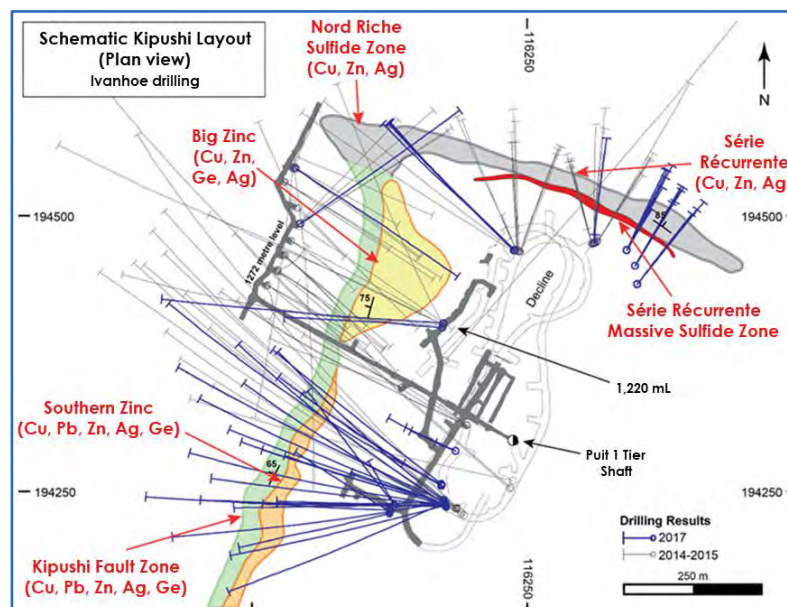 Schematic Kipushi Layout
(Plan view)
Ivanhoe drilling
Nord Riche
Sulfide Zone
(Cu, Zn, Ag)
116250
N
Big Zinc
(Cu, Zn,
Ge, Ag)
Série
Récurrente
(Cu, Zn, Ag)
194500
194500
85
1272 metre level
Decline
75
Série Récurrente
Massive Sulfide Zone
1,220 mL
Southern Zinc
(Cu, Pb, Zn, Ag, Ge)
Puit 1 Tier
Shaft
65
194250
194250
Kipushi Fault Zone
(Cu, Pb, Zn, Ag, Ge)
Drilling Results
2017
2014-2015
116250
250 m